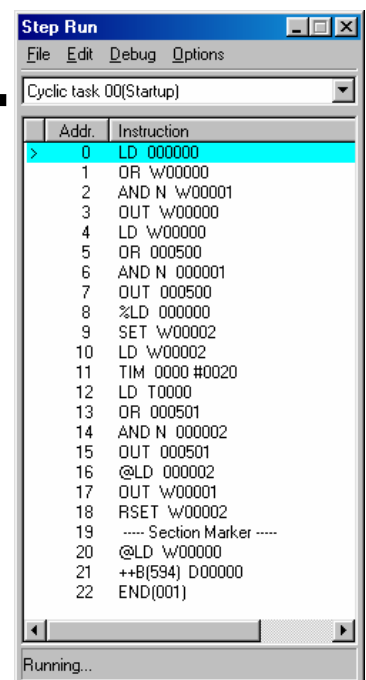 Step Run
File Edit Debug Options
Cyclic task 00(Startup)
Addr. Instruction
> 0 LD 000000
1 OR W00000
2 AND N W00001
3 OUT W00000
4 LD W00000
5 OR 000500
6 AND N 000001
7 OUT 000500
8 %LD 000000
9 SET W00002
10 LD W00002
11 TIM 0000 #0020
12 LD T0000
13 OR 000501
14 AND N 000002
15 OUT 000501
16 @LD 000002
17 OUT W00001
18 RSET W00002
19 ----- Section Marker -----
20 @LD W00000
21 ++B(594) D00000
22 END(001)
Running...